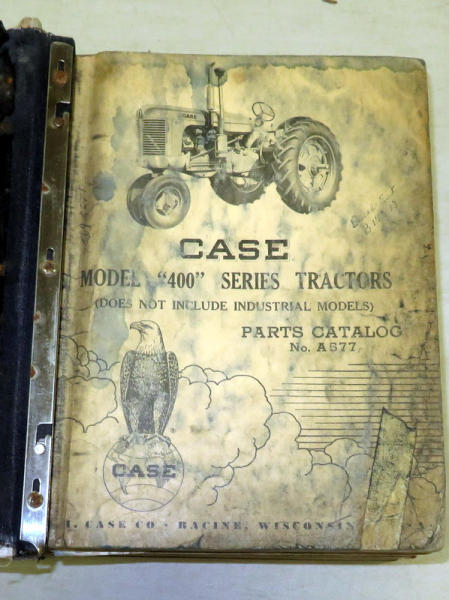 CASE
CASE
MODEL "400" SERIES TRACTORS
(DOES NOT INCLUDE INDUSTRIAL MODELS)
PARTS CATALOG
No. A577
CASE
I. CASE CO · RACINE, WISCONSIN